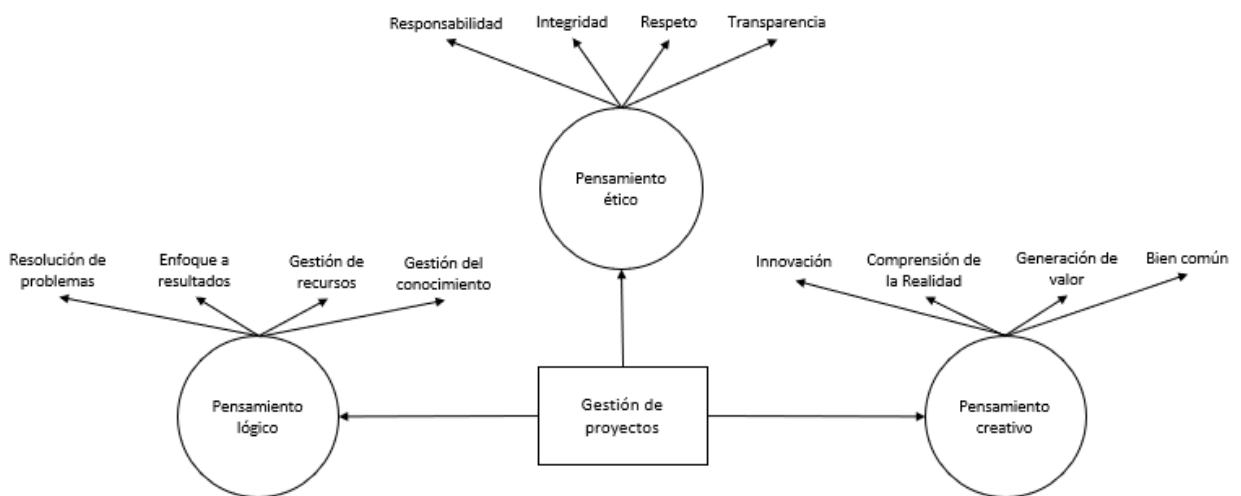 Responsabilidad
Integridad
Respeto
Transparencia
Pensamiento
ético
Resolución de
problemas
Enfoque a
resultados
Gestión de
recursos
Gestión del
conocimiento
Innovación
Comprensión de
la Realidad
Generación de
valor
Bien común
Pensamiento
lógico
Gestión de
proyectos
Pensamiento
creativo